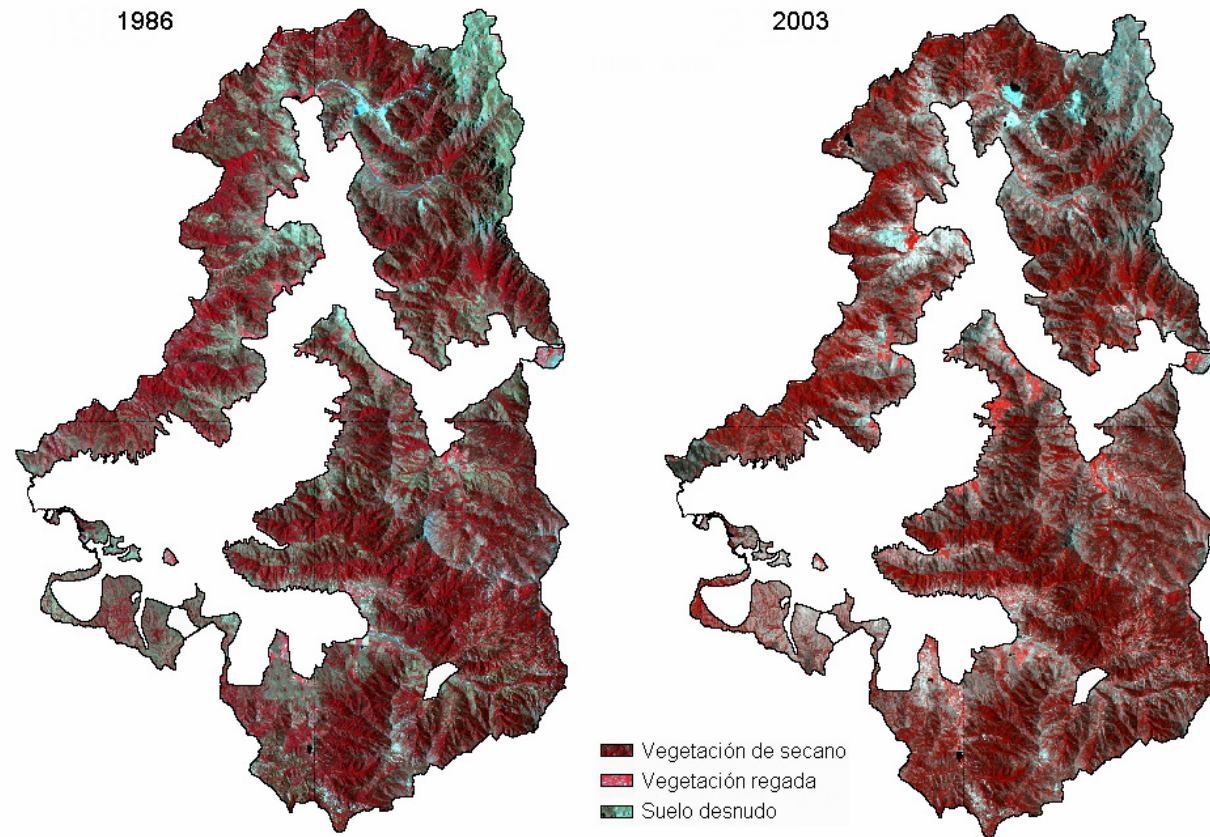 1986
2003
Vegetación de secano
Vegetación regada
Suelo desnudo